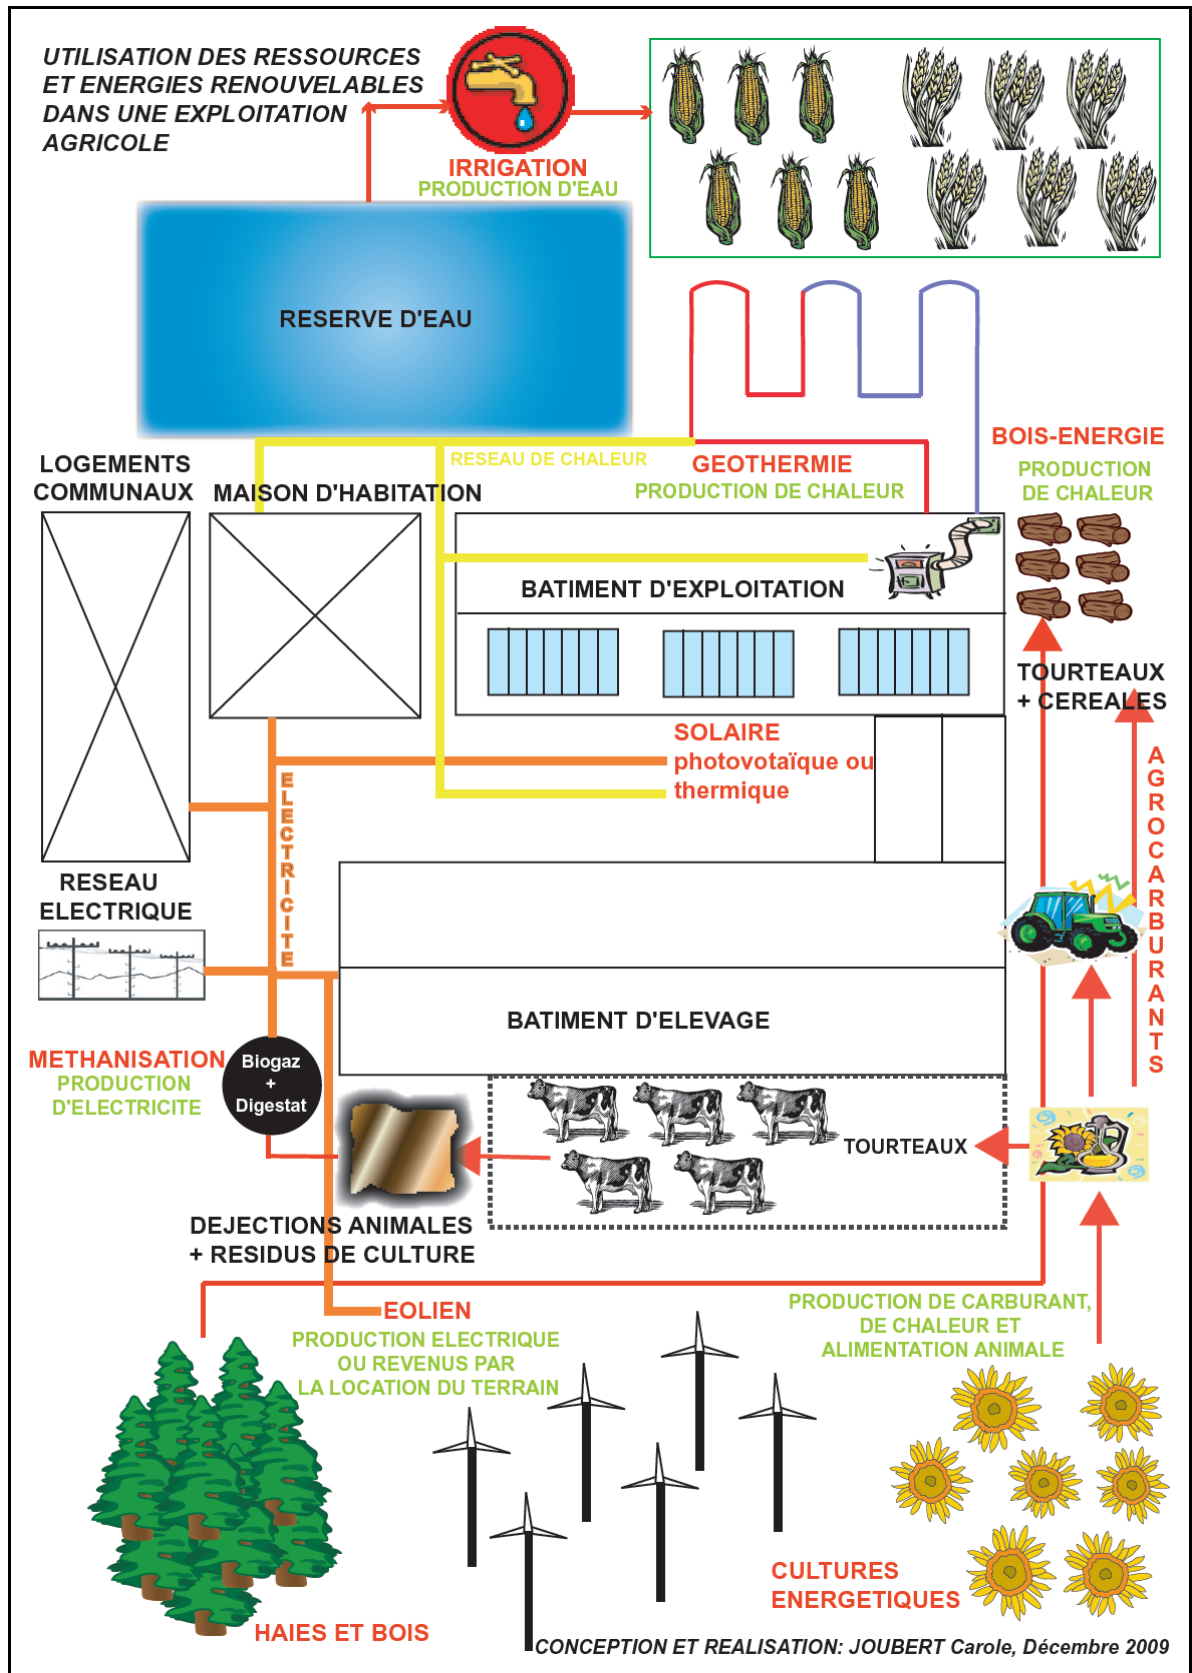 UTILISATION DES RESSOURCES
ET ENERGIES RENOUVELABLES
DANS UNE EXPLOITATION
AGRICOLE
IRRIGATION
PRODUCTION D'EAU
RESERVE D'EAU
BOIS-ENERGIE
PRODUCTION
DE CHALEUR
RESEAU DE CHALEUR
GEOTHERMIE
PRODUCTION DE CHALEUR
LOGEMENTS
COMMUNAUX
MAISON D'HABITATION
BATIMENT D'EXPLOITATION
TOURTEAUX
+ CEREALES
SOLAIRE
photovotaïque ou
thermique
ELECTRICITE
AGROCARBURANTS
RESEAU
ELECTRIQUE
BATIMENT D'ELEVAGE
METHANISATION
PRODUCTION
D'ELECTRICITE
Biogaz
+
Digestat
TOURTEAUX
DEJECTIONS ANIMALES
+ RESIDUS DE CULTURE
EOLIEN
PRODUCTION ELECTRIQUE
OU REVENUS PAR
LA LOCATION DU TERRAIN
PRODUCTION DE CARBURANT,
DE CHALEUR ET
ALIMENTATION ANIMALE
CULTURES
ENERGETIQUES
HAIES ET BOIS
CONCEPTION ET REALISATION: JOUBERT Carole, Décembre 2009